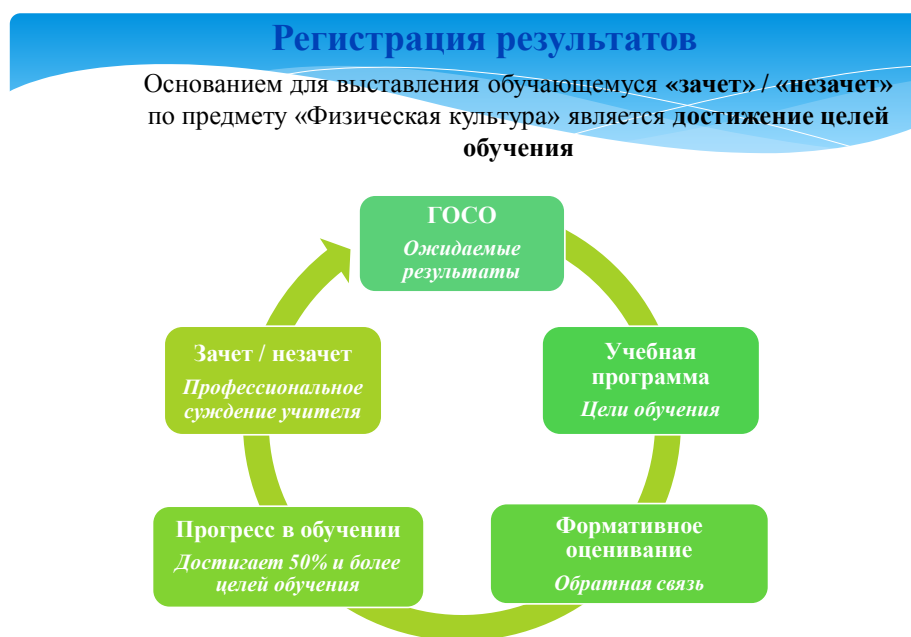 Регистрация результатов
Основанием для выставления обучающемуся «зачет» / «незачет»
по предмету «Физическая культура» является достижение целей
обучения
ГОСО
Ожидаемые
результаты
Учебная
программа
Цели обучения
Формативное
оценивание
Обратная связь
Прогресс в обучении
Достигает 50% и более
целей обучения
Зачет / незачет
Профессиональное
суждение учителя